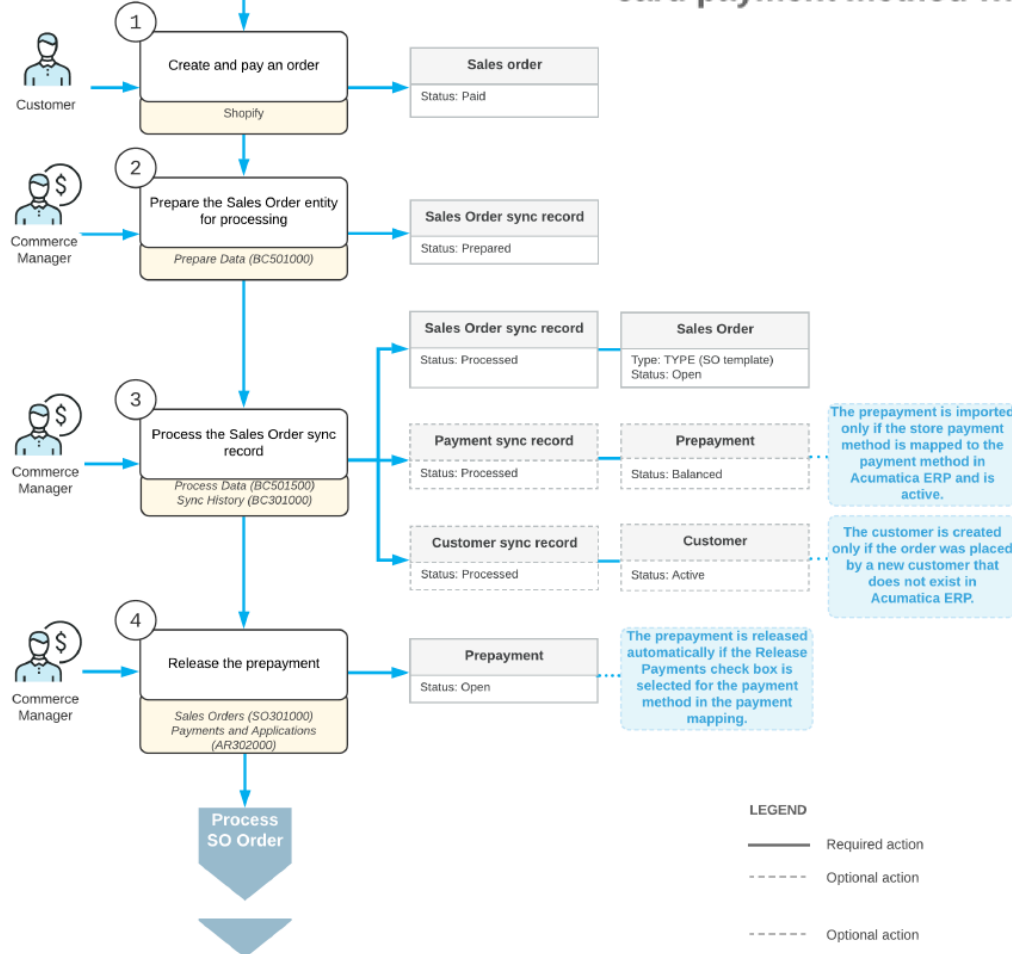 card payment method
1
Create and pay an order
Customer
Shopify
Sales order
Status: Paid
2
Prepare the Sales Order entity
for processing
Commerce
Manager
Prepare Data (BC501000)
Sales Order sync record
Status: Prepared
3
Process the Sales Order sync
record
Commerce
Manager
Process Data (BC501500)
Sync History (BC301000)
Sales Order sync record
Status: Processed
Sales Order
Type: TYPE (SO template)
Status: Open
Payment sync record
Status: Processed
Prepayment
Status: Balanced
The prepayment is imported
only if the store payment
method is mapped to the
payment method in
Acumatica ERP and is
active.
Customer sync record
Status: Processed
Customer
Status: Active
The customer is created
only if the order was placed
by a new customer that
does not exist in
Acumatica ERP.
4
Release the prepayment
Commerce
Manager
Sales Orders (SO301000)
Payments and Applications
(AR302000)
Prepayment
Status: Open
The prepayment is released
automatically if the Release
Payments check box is
selected for the payment
method in the payment
mapping.
Process
SO Order
LEGEND
Required action
Optional action
Optional action